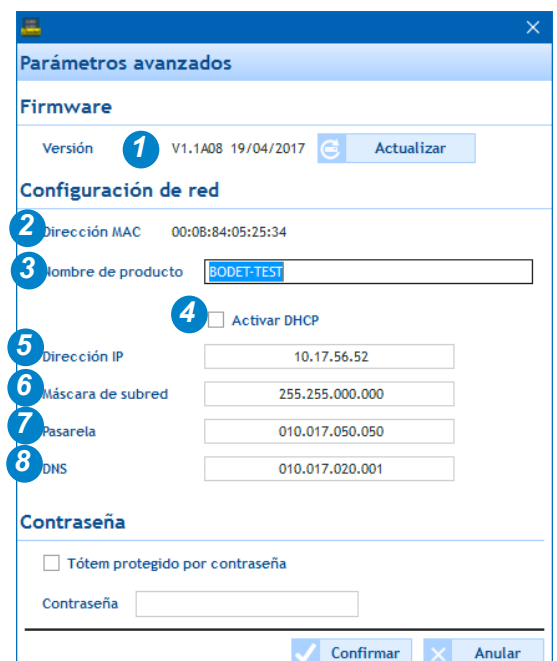 Parámetros avanzados
Firmware
Versión 1 V1.1A08 19/04/2017 Actualizar
Configuración de red
2 Dirección MAC 00:0B:84:05:25:34
3 Nombre de producto BODET-TEST
4 Activar DHCP
5 Dirección IP 10.17.56.52
6 Máscara de subred 255.255.000.000
7 Pasarela 010.017.050.050
8 DNS 010.017.020.001
Contraseña
Tótem protegido por contraseña
Contraseña
Confirmar Anular